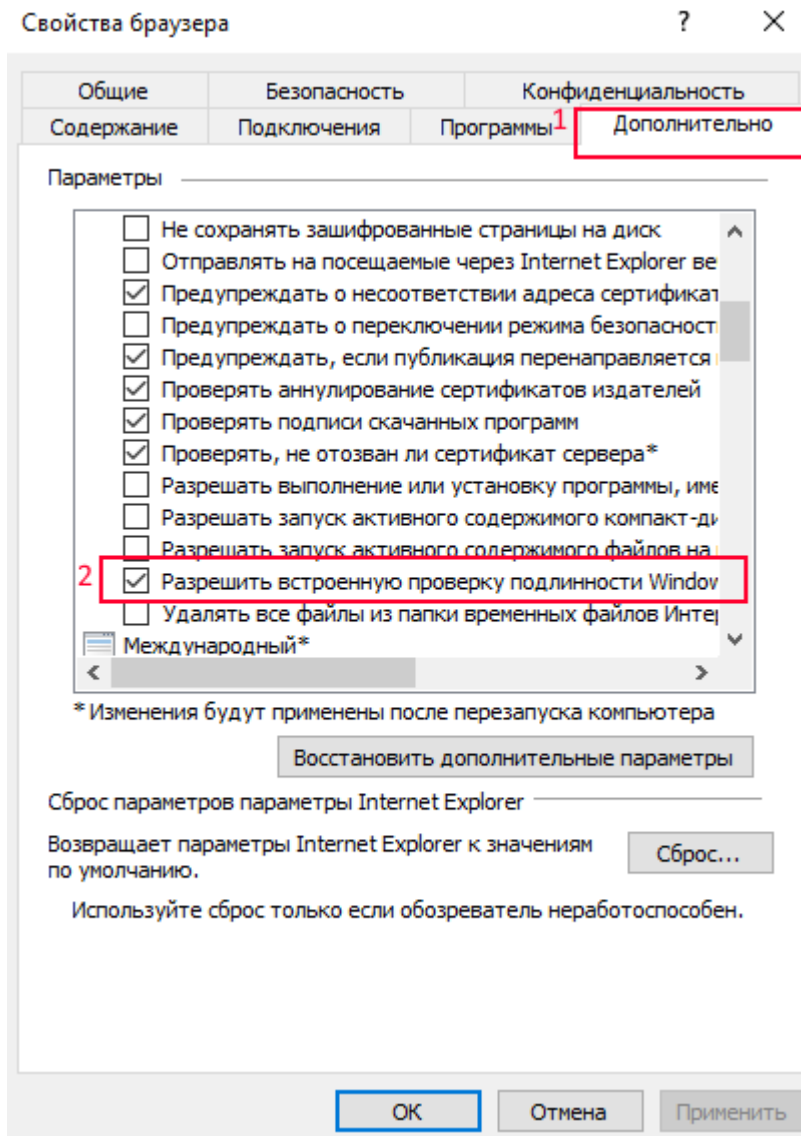 Свойства браузера ? ×
Общие Безопасность Конфиденциальность
Содержание Подключения Программы 1 Дополнительно
Параметры
Не сохранять зашифрованные страницы на диск
Отправлять на посещаемые через Internet Explorer ве
Предупреждать о несоответствии адреса сертификат
Предупреждать о переключении режима безопасност
Предупреждать, если публикация перенаправляется
Проверять аннулирование сертификатов издателей
Проверять подписи скачанных программ
Проверять, не отозван ли сертификат сервера*
Разрешать выполнение или установку программы, име
Разрешать запуск активного содержимого компакт-ди
Разрешать запуск активного содержимого файлов на
2 Разрешить встроенную проверку подлинности Window
Удалять все файлы из папки временных файлов Интер
Международный*
* Изменения будут применены после перезапуска компьютера
Восстановить дополнительные параметры
Сброс параметров параметры Internet Explorer
Возвращает параметры Internet Explorer к значениям
по умолчанию.
Сброс...
Используйте сброс только если обозреватель неработоспособен.
ОК Отмена Применить